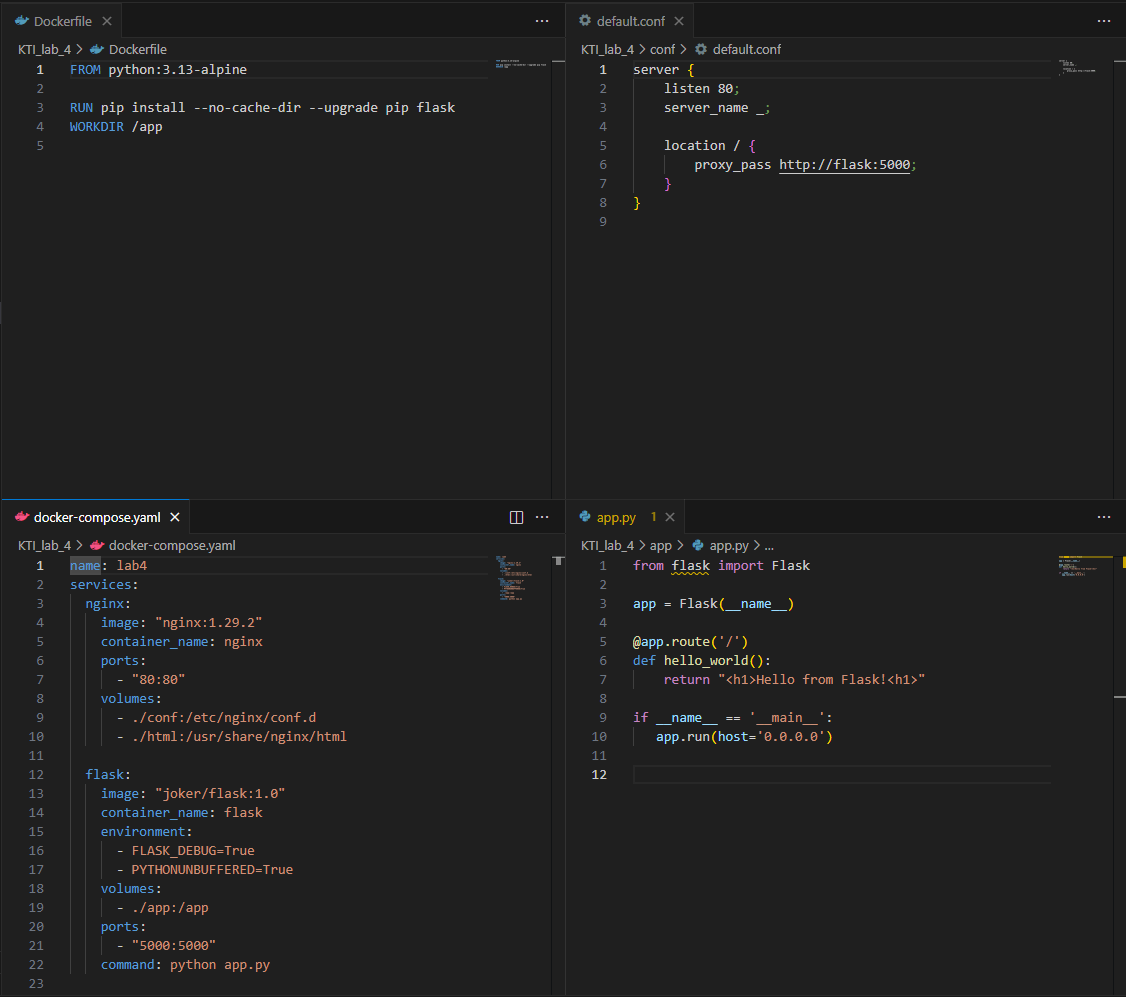 Dockerfile
KTI_lab_4 > Dockerfile
1 FROM python:3.13-alpine
2
3 RUN pip install --no-cache-dir --upgrade pip flask
4 WORKDIR /app
5
default.conf
KTI_lab_4 > conf > default.conf
1 server {
2     listen 80;
3     server_name _;
4
5     location / {
6         proxy_pass http://flask:5000;
7     }
8 }
9
docker-compose.yaml
KTI_lab_4 > docker-compose.yaml
1 name: lab4
2 services:
3   nginx:
4     image: "nginx:1.29.2"
5     container_name: nginx
6     ports:
7       - "80:80"
8     volumes:
9       - ./conf:/etc/nginx/conf.d
10       - ./html:/usr/share/nginx/html
11
12   flask:
13     image: "joker/flask:1.0"
14     container_name: flask
15     environment:
16       - FLASK_DEBUG=True
17       - PYTHONUNBUFFERED=True
18     volumes:
19       - ./app:/app
20     ports:
21       - "5000:5000"
22     command: python app.py
23
app.py 1
KTI_lab_4 > app > app.py > ...
1 from flask import Flask
2
3 app = Flask(__name__)
4
5 @app.route('/')
6 def hello_world():
7     return "<h1>Hello from Flask!<h1>"
8
9 if __name__ == '__main__':
10    app.run(host='0.0.0.0')
11
12